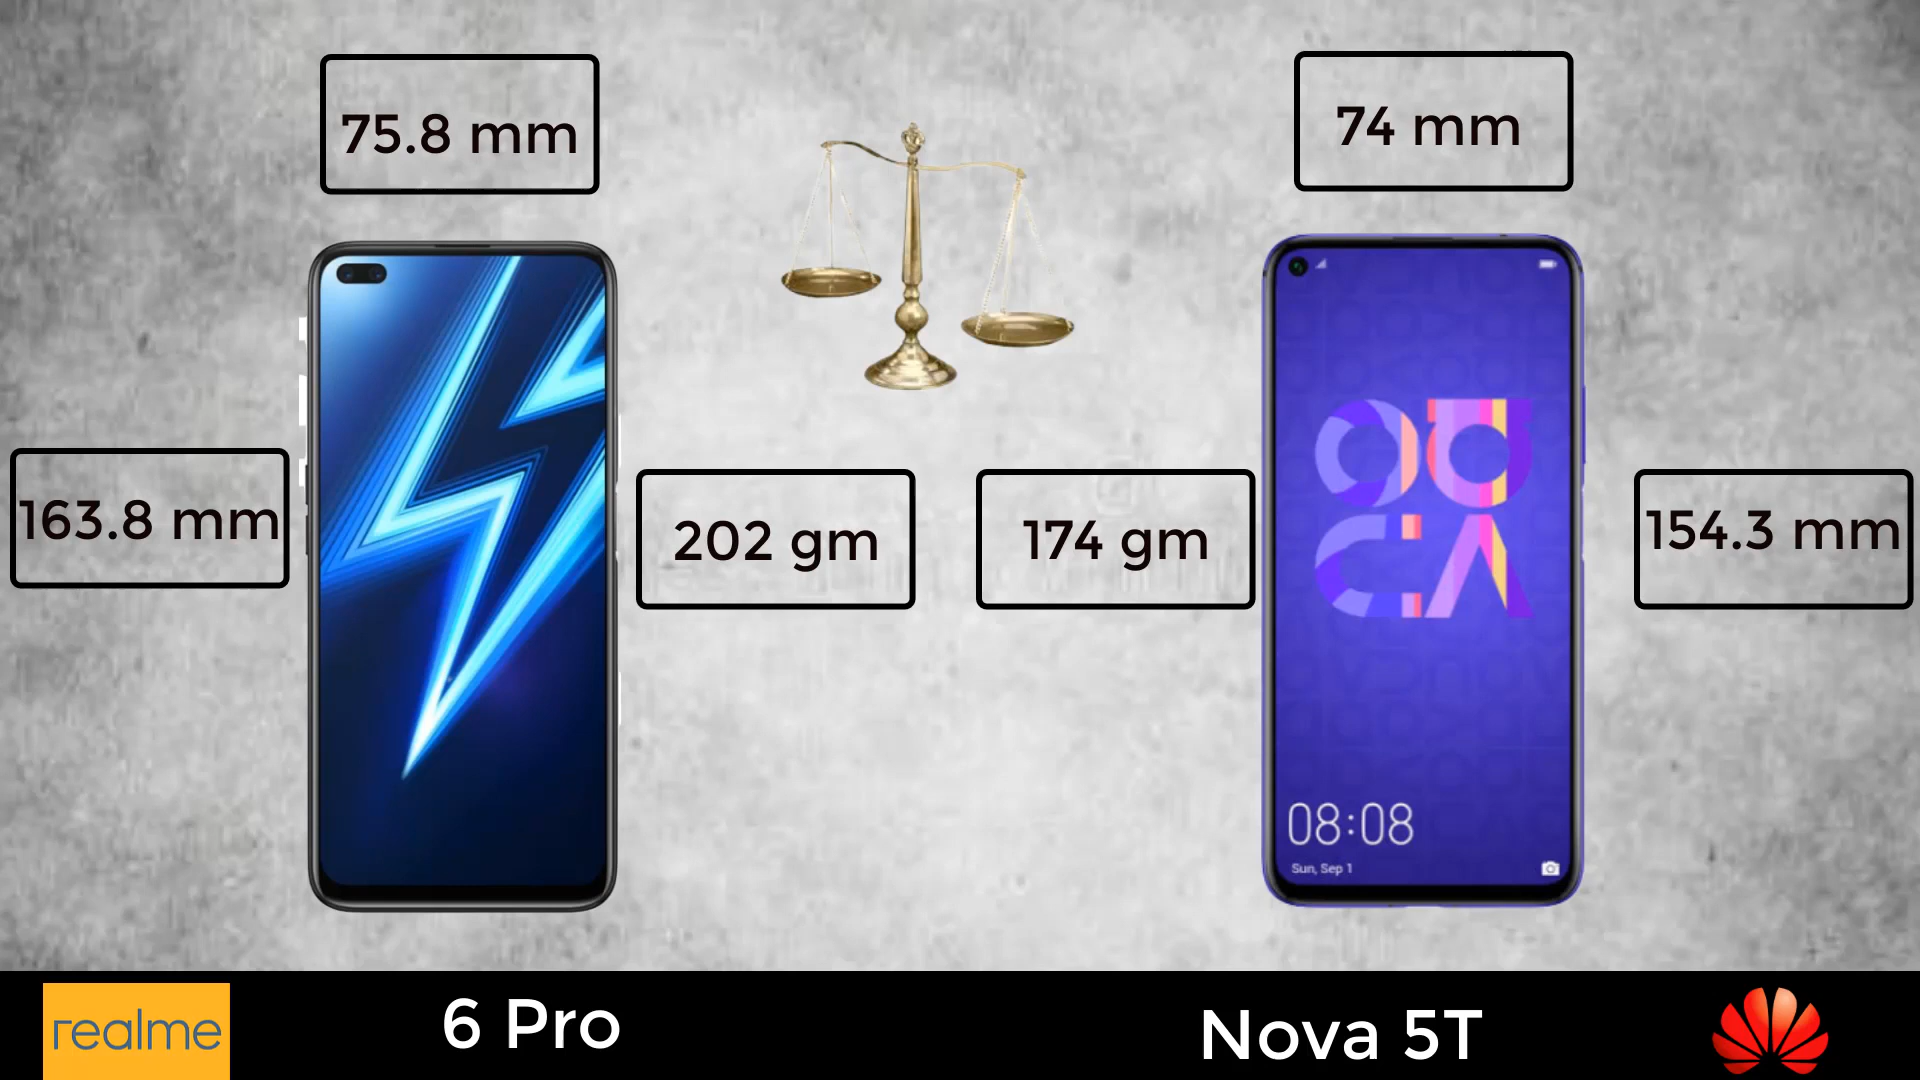 75.8 mm
74 mm
163.8 mm
202 gm
174 gm
154.3 mm
08:08
Sun, Sep 1
realme
6 Pro
Nova 5T